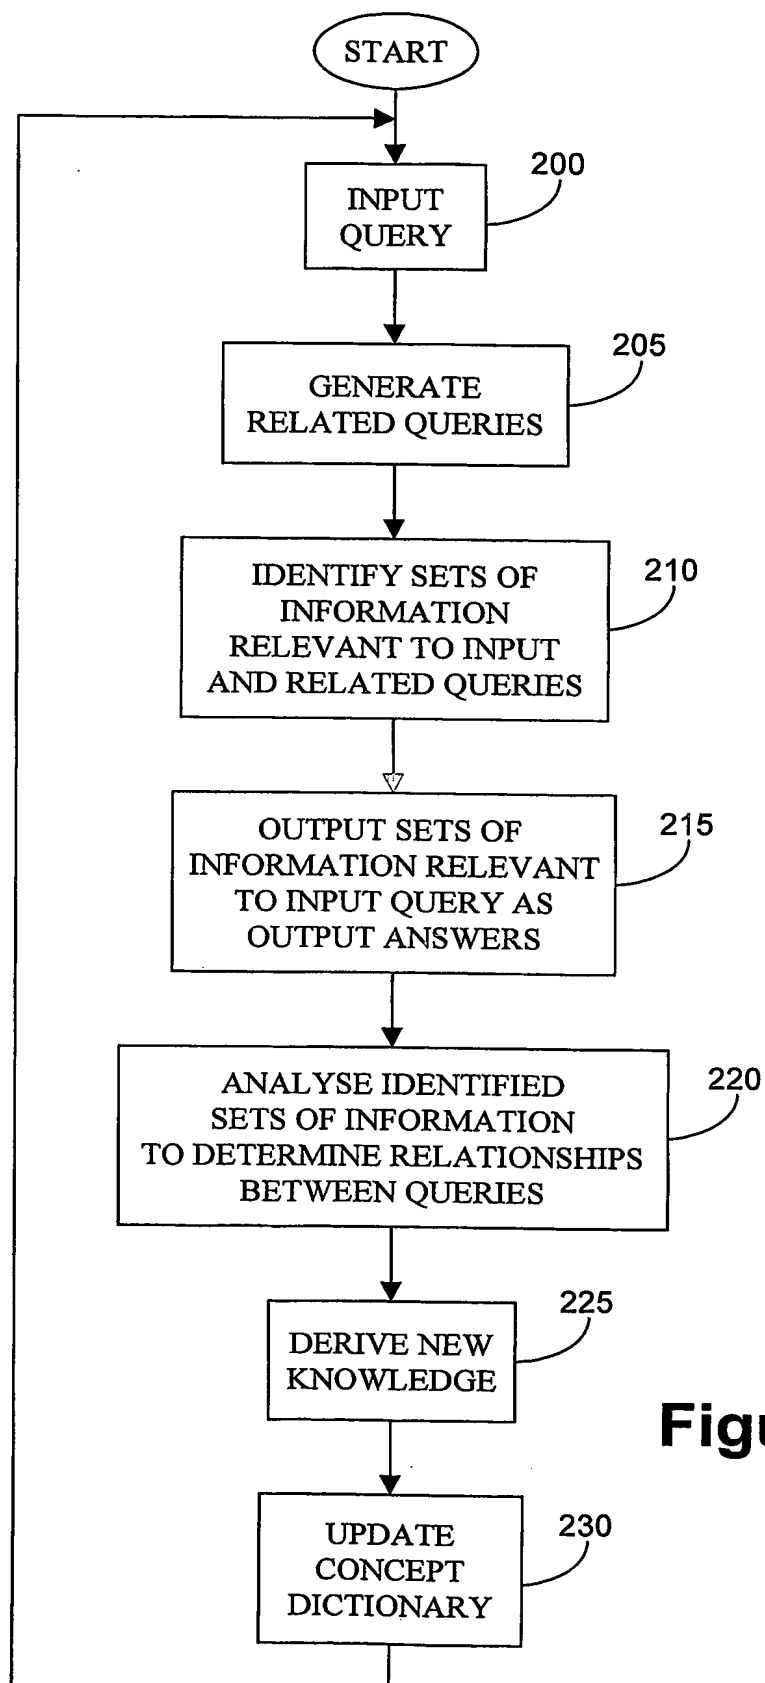 START
200
INPUT
QUERY
205
GENERATE
RELATED QUERIES
210
IDENTIFY SETS OF
INFORMATION
RELEVANT TO INPUT
AND RELATED QUERIES
215
OUTPUT SETS OF
INFORMATION RELEVANT
TO INPUT QUERY AS
OUTPUT ANSWERS
220
ANALYSE IDENTIFIED
SETS OF INFORMATION
TO DETERMINE RELATIONSHIPS
BETWEEN QUERIES
225
DERIVE NEW
KNOWLEDGE
230
UPDATE
CONCEPT
DICTIONARY